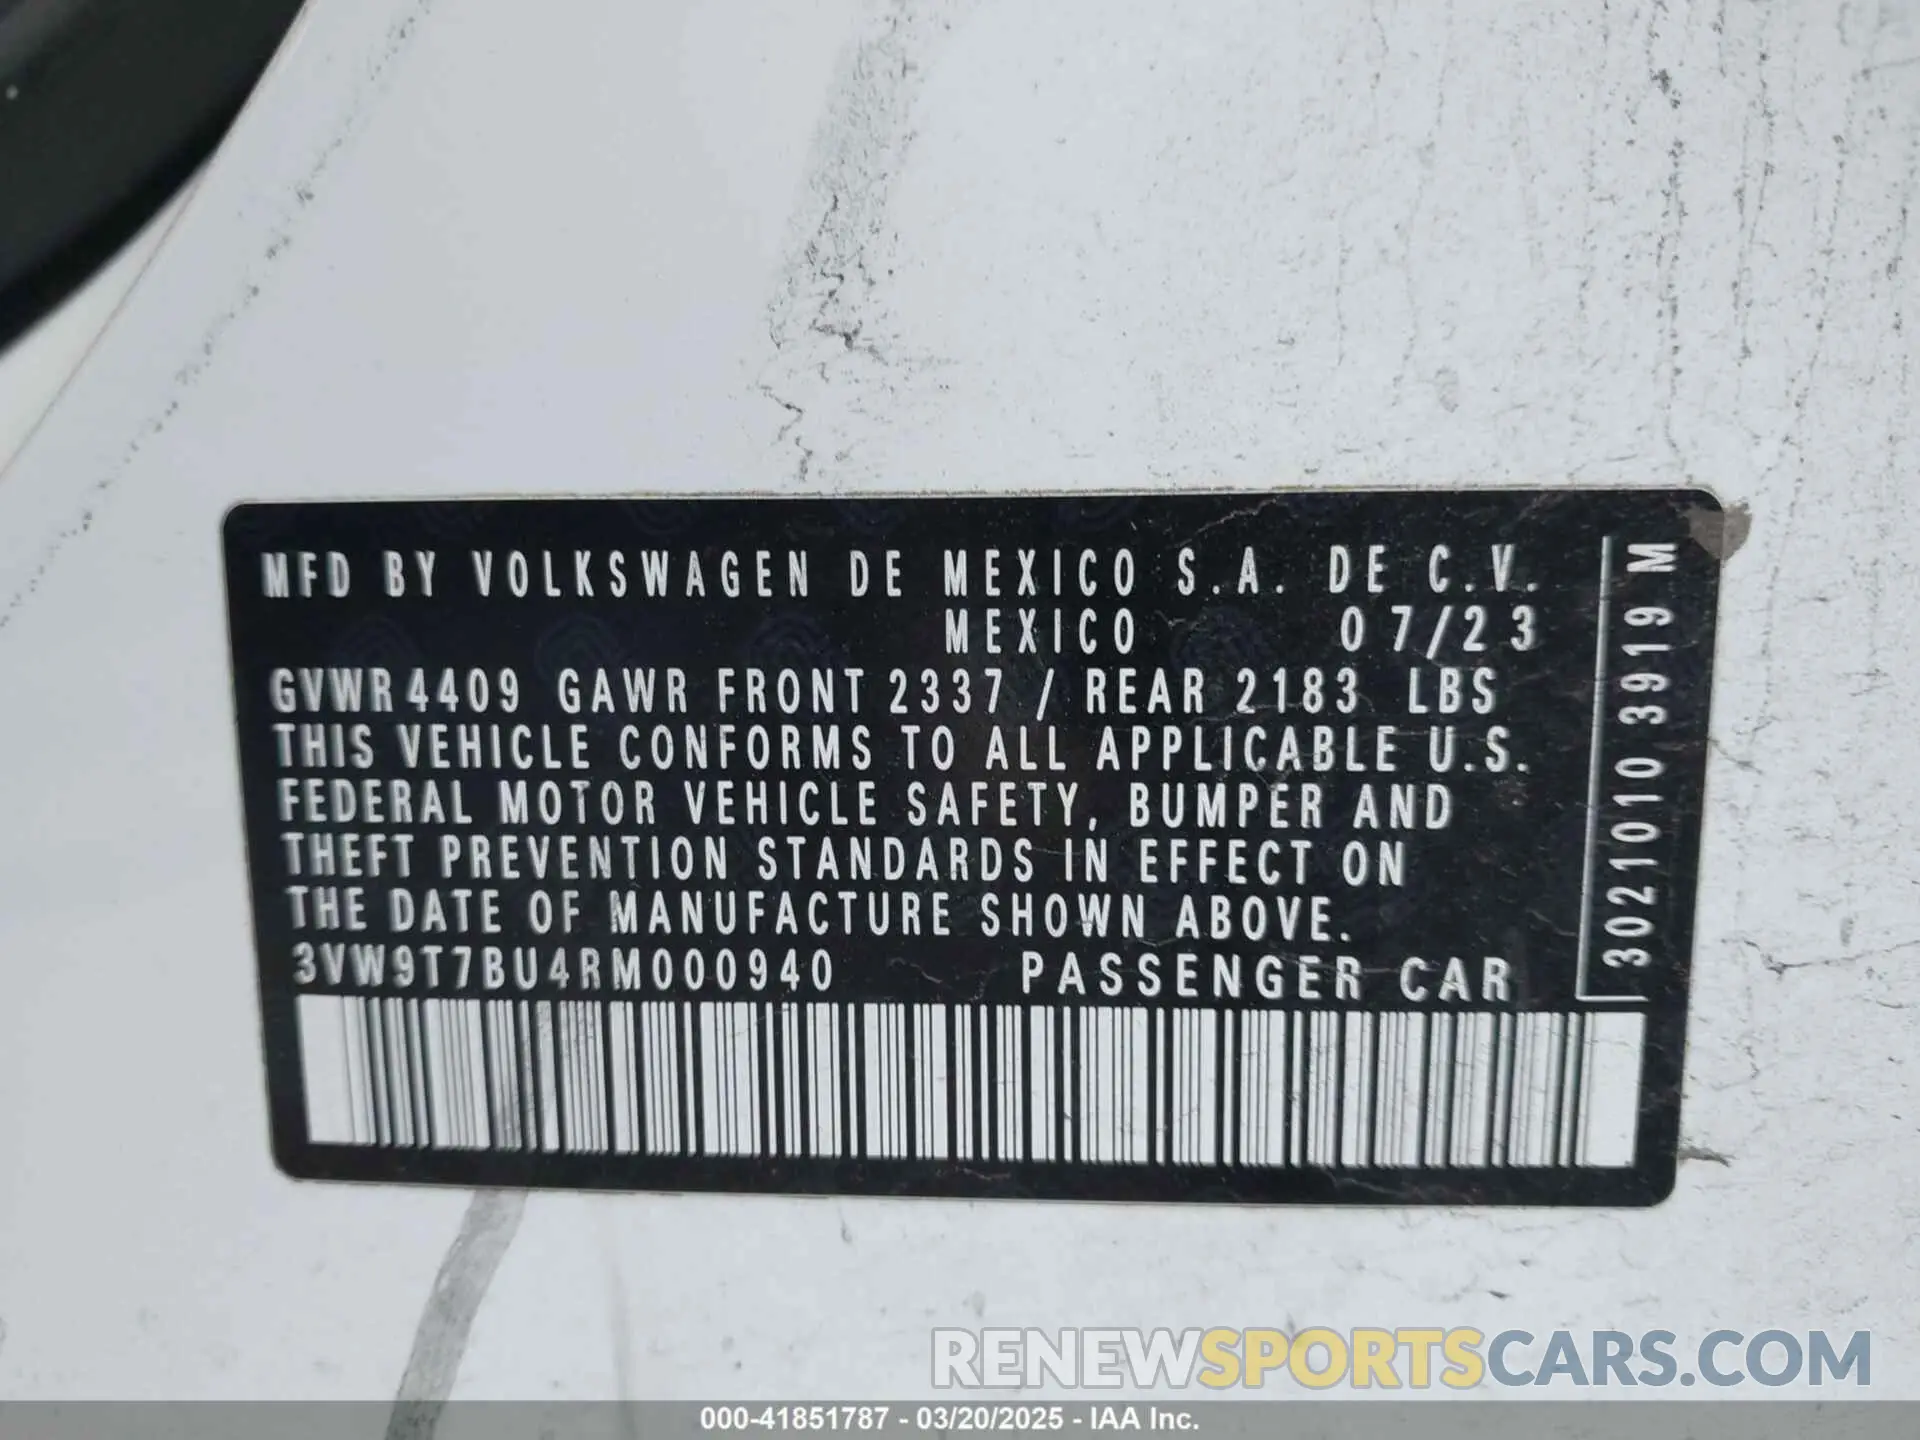 MFD BY VOLKSWAGEN DE MEXICO S.A. DE C.V.
MEXICO 07/23
GVWR 4409 GAWR FRONT 2337 / REAR 2183 LBS
THIS VEHICLE CONFORMS TO ALL APPLICABLE U.S.
FEDERAL MOTOR VEHICLE SAFETY, BUMPER AND
THEFT PREVENTION STANDARDS IN EFFECT ON
THE DATE OF MANUFACTURE SHOWN ABOVE.
3VW9T7BU4RM000940 PASSENGER CAR
3021010 3919 M
RENEWSPORTSCARS.COM
000-41851787 - 03/20/2025 - IAA Inc.